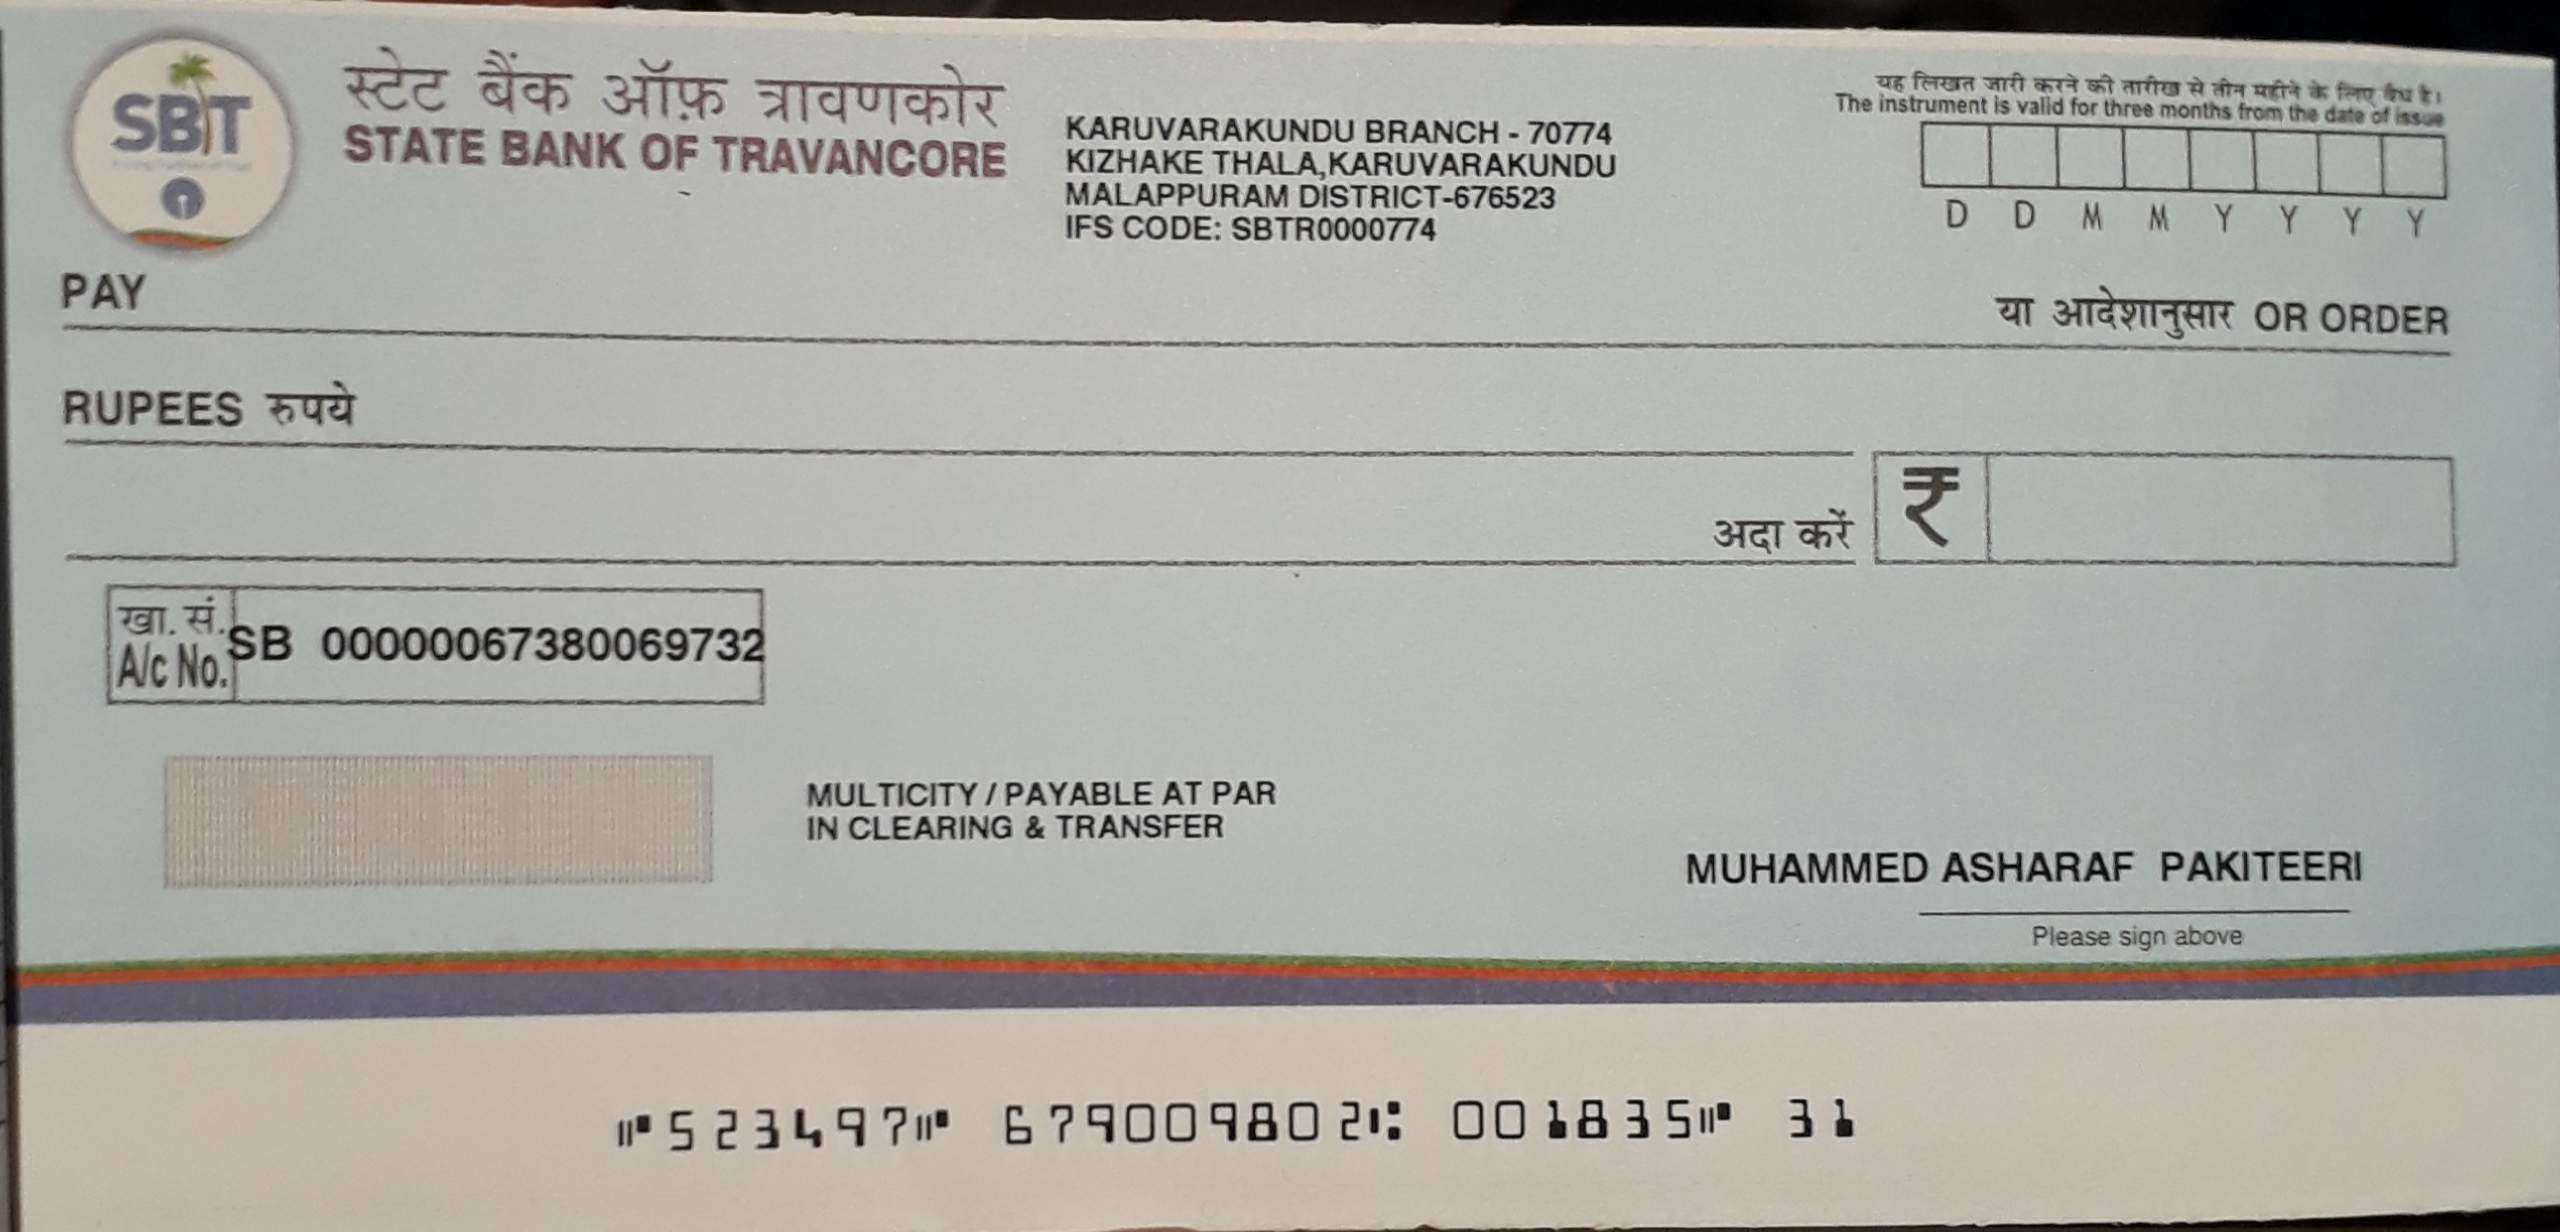 SBT
स्टेट बैंक ऑफ़ त्रावणकोर
STATE BANK OF TRAVANCORE
KARUVARAKUNDU BRANCH - 70774
KIZHAKE THALA,KARUVARAKUNDU
MALAPPURAM DISTRICT-676523
IFS CODE: SBTR0000774
यह लिखत जारी करने की तारीख से तीन महीने के लिए वैध है।
The instrument is valid for three months from the date of issue
D D M M Y Y Y Y
PAY
या आदेशानुसार OR ORDER
RUPEES रुपये
अदा करें ₹
खा. सं.
A/c No. SB 00000067380069732
MULTICITY / PAYABLE AT PAR
IN CLEARING & TRANSFER
MUHAMMED ASHARAF PAKITEERI
Please sign above
⑈523497⑈ 679009802⑆ 001835⑈ 31